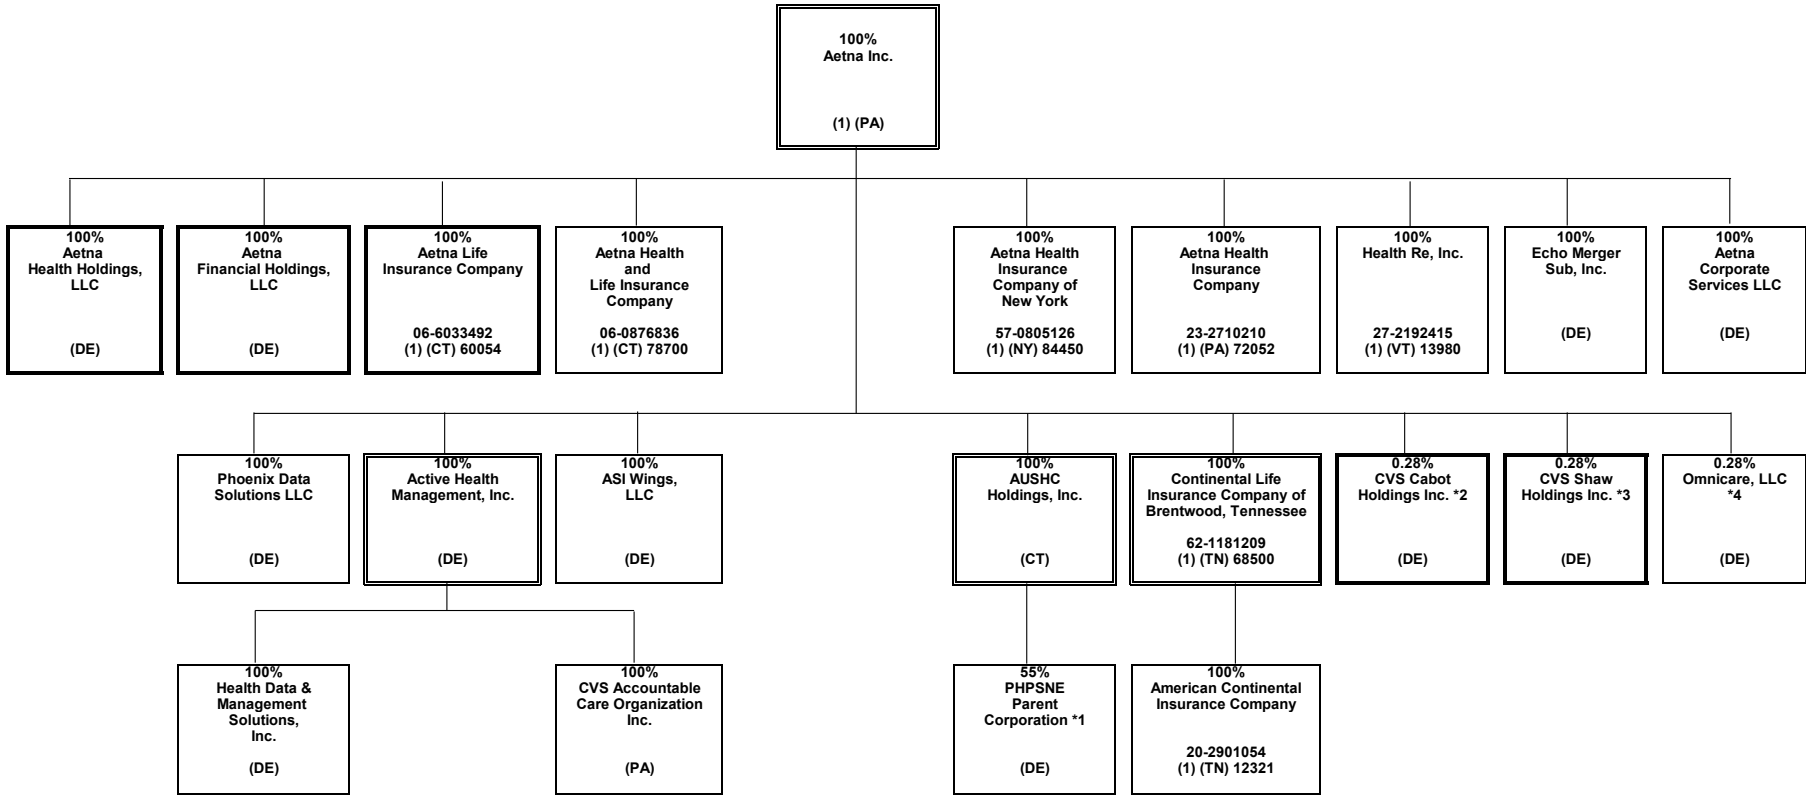 100%
Aetna Inc.
(1) (PA)
100%
Aetna
Health Holdings,
LLC
(DE)
100%
Aetna
Financial Holdings,
LLC
(DE)
100%
Aetna Life
Insurance Company
06-6033492
(1) (CT) 60054
100%
Aetna Health
and
Life Insurance
Company
06-0876836
(1) (CT) 78700
100%
Aetna Health
Insurance
Company of
New York
57-0805126
(1) (NY) 84450
100%
Aetna Health
Insurance
Company
23-2710210
(1) (PA) 72052
100%
Health Re, Inc.
27-2192415
(1) (VT) 13980
100%
Echo Merger
Sub, Inc.
(DE)
100%
Aetna
Corporate
Services LLC
(DE)
100%
Phoenix Data
Solutions LLC
(DE)
100%
Active Health
Management, Inc.
(DE)
100%
ASI Wings,
LLC
(DE)
100%
AUSHC
Holdings, Inc.
(CT)
100%
Continental Life
Insurance Company of
Brentwood, Tennessee
62-1181209
(1) (TN) 68500
0.28%
CVS Cabot
Holdings Inc. *2
(DE)
0.28%
CVS Shaw
Holdings Inc. *3
(DE)
0.28%
Omnicare, LLC
*4
(DE)
100%
Health Data &
Management
Solutions,
Inc.
(DE)
100%
CVS Accountable
Care Organization
Inc.
(PA)
55%
PHPSNE
Parent
Corporation *1
(DE)
100%
American Continental
Insurance Company
20-2901054
(1) (TN) 12321